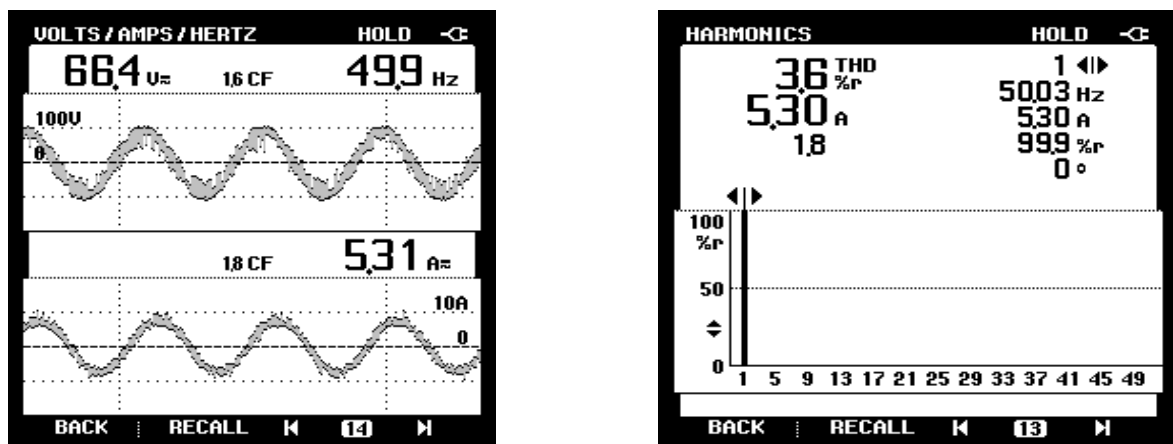 VOLTS / AMPS / HERTZ HOLD
66.4 V≂ 1.6 CF 49.9 Hz
100V
0
1.8 CF 5.31 A≂
10A
0
BACK RECALL 14
HARMONICS HOLD
3.6 THD %r
5.30 A
1.8
1
50.03 Hz
5.30 A
99.9 %r
0 °
100
%r
50
0
1 5 9 13 17 21 25 29 33 37 41 45 49
BACK RECALL 13